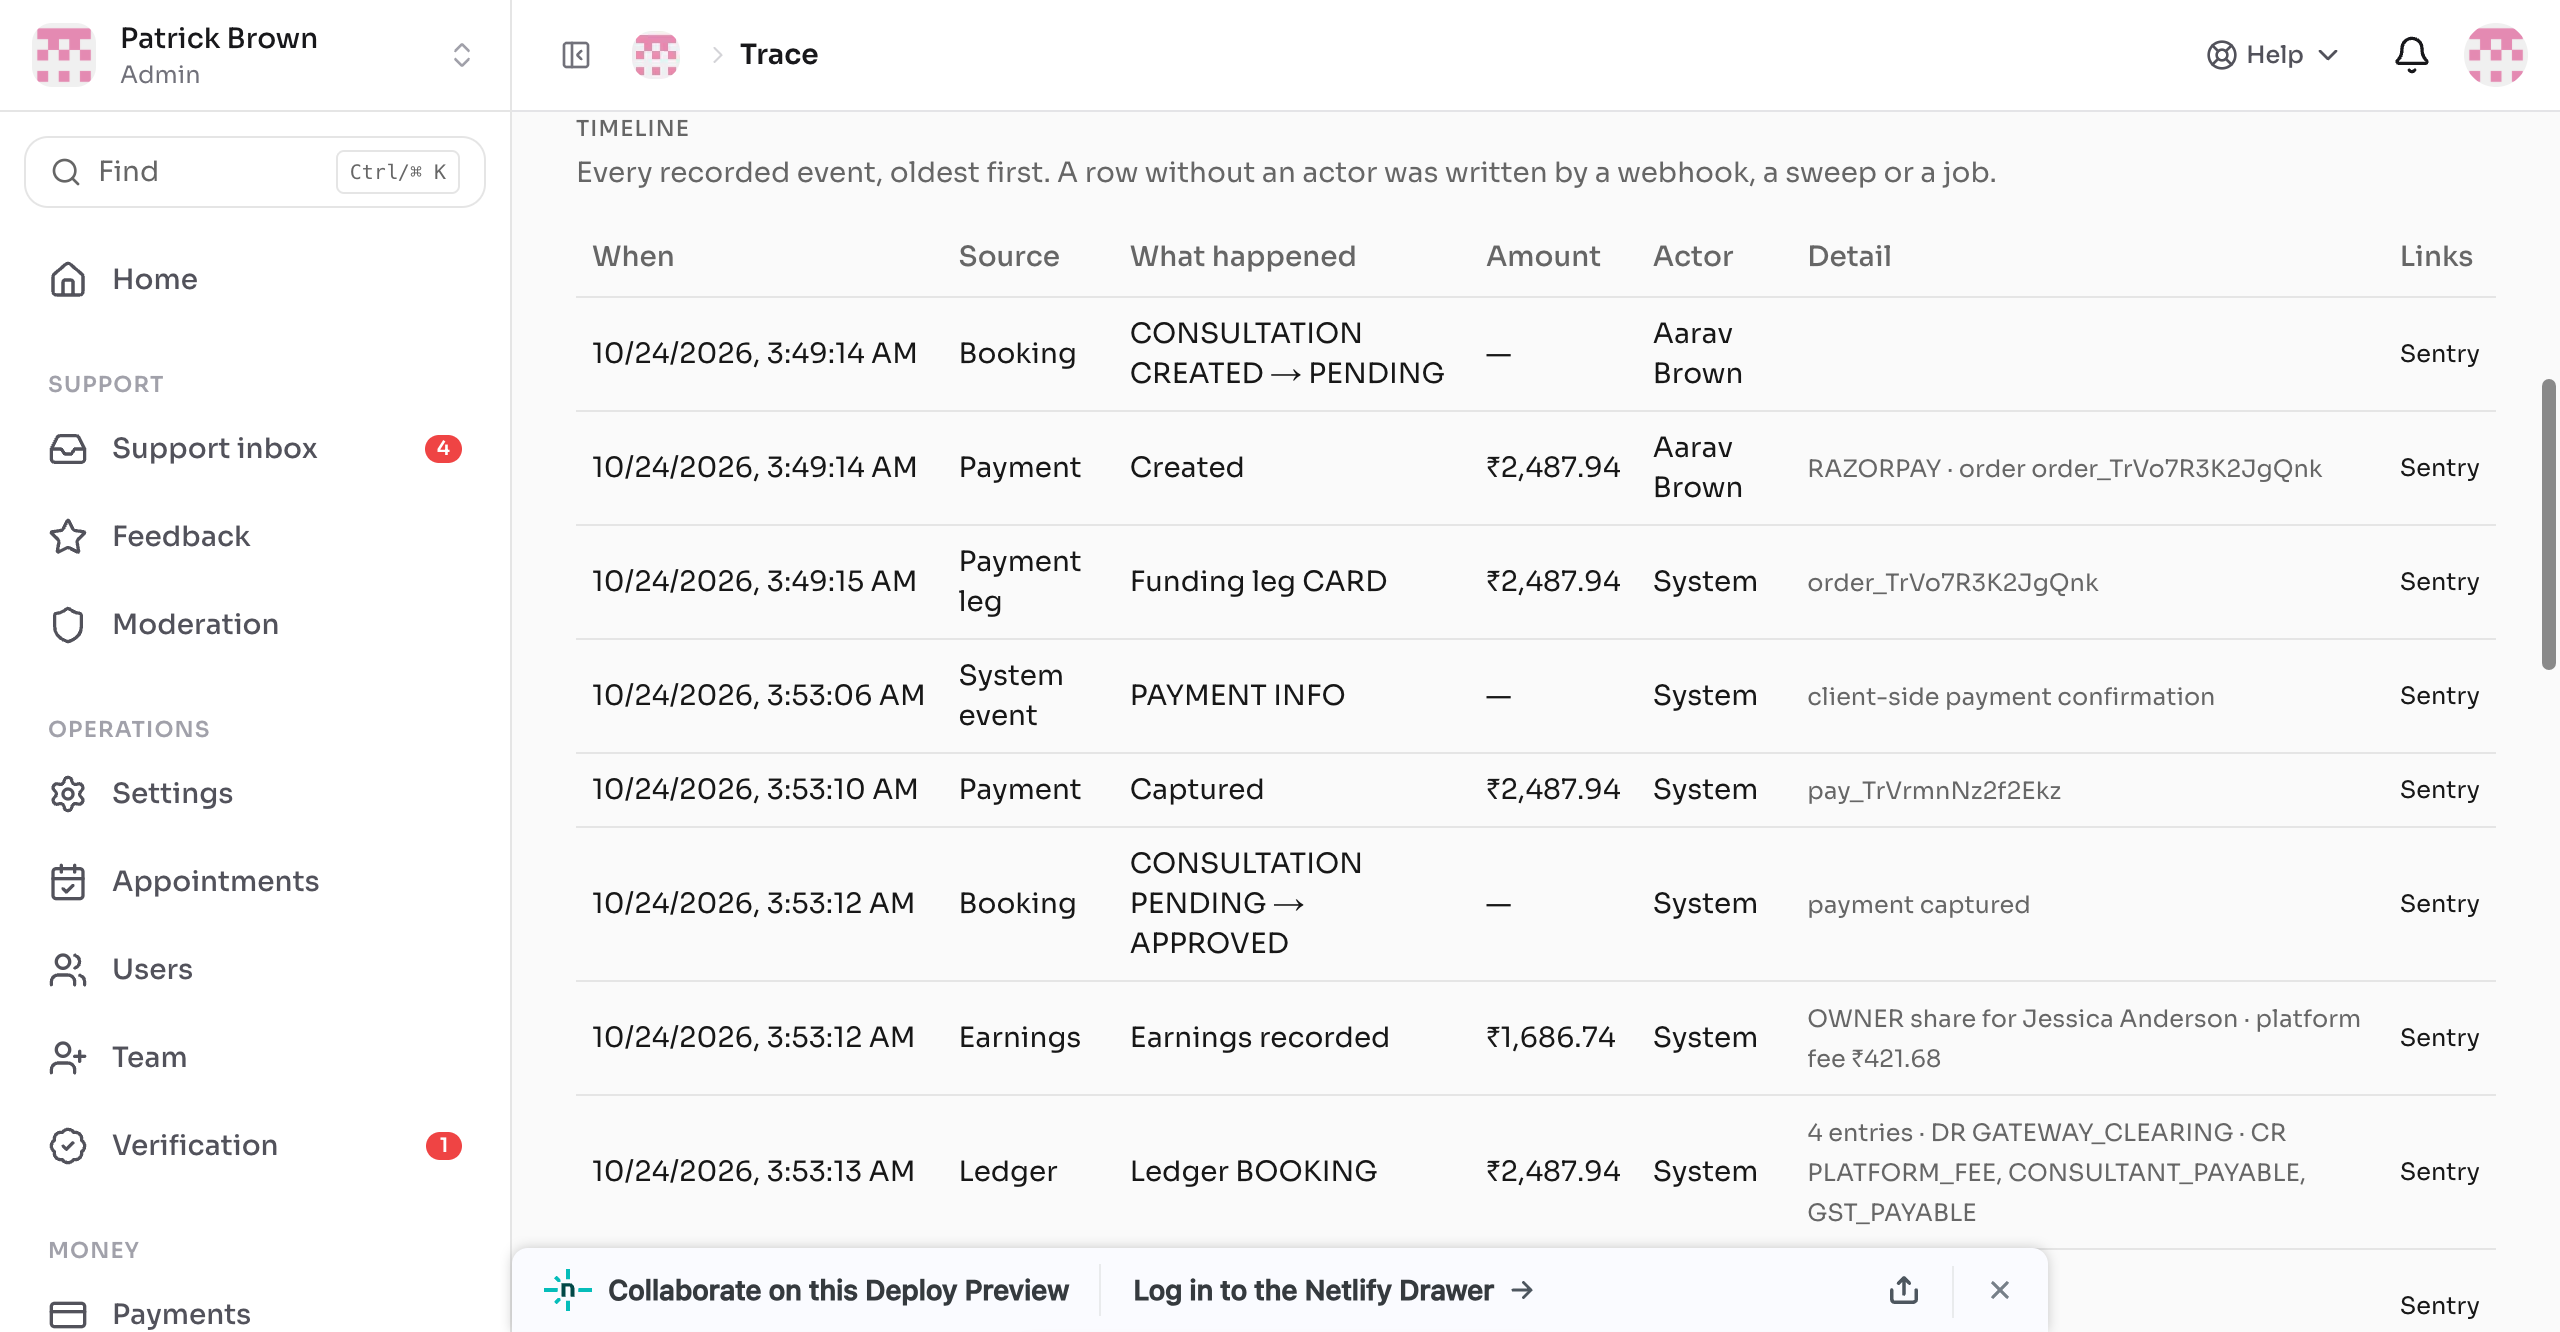 Patrick Brown
Admin
Find
Ctrl/⌘ K
Home
SUPPORT
Support inbox 4
Feedback
Moderation
OPERATIONS
Settings
Appointments
Users
Team
Verification 1
MONEY
Payments
Trace
Help
TIMELINE
Every recorded event, oldest first. A row without an actor was written by a webhook, a sweep or a job.
When Source What happened Amount Actor Detail Links
10/24/2026, 3:49:14 AM Booking CONSULTATION CREATED → PENDING — Aarav Brown Sentry
10/24/2026, 3:49:14 AM Payment Created ₹2,487.94 Aarav Brown RAZORPAY · order order_TrVo7R3K2JgQnk Sentry
10/24/2026, 3:49:15 AM Payment leg Funding leg CARD ₹2,487.94 System order_TrVo7R3K2JgQnk Sentry
10/24/2026, 3:53:06 AM System event PAYMENT INFO — System client-side payment confirmation Sentry
10/24/2026, 3:53:10 AM Payment Captured ₹2,487.94 System pay_TrVrmnNz2f2Ekz Sentry
10/24/2026, 3:53:12 AM Booking CONSULTATION PENDING → APPROVED — System payment captured Sentry
10/24/2026, 3:53:12 AM Earnings Earnings recorded ₹1,686.74 System OWNER share for Jessica Anderson · platform fee ₹421.68 Sentry
10/24/2026, 3:53:13 AM Ledger Ledger BOOKING ₹2,487.94 System 4 entries · DR GATEWAY_CLEARING · CR PLATFORM_FEE, CONSULTANT_PAYABLE, GST_PAYABLE Sentry
Sentry
Collaborate on this Deploy Preview
Log in to the Netlify Drawer →